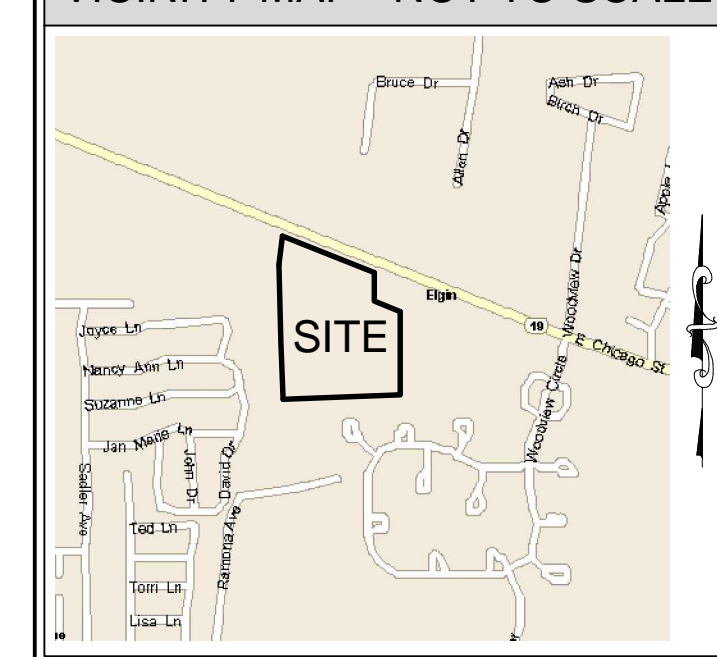 VICINITY MAP - NOT TO SCALE
Bruce Dr
Ash Dr
Birch Dr
Allan Dr
Apple
Elgin
19
Woodview Dr
E Chicago St
SITE
Joyce Ln
Nancy Ann Ln
Suzanne Ln
Jan Marie Ln
John Dr
David Dr
Sadler Ave
Woodview Circle
Ted Ln
Ramona Ave
Torri Ln
Lisa Ln